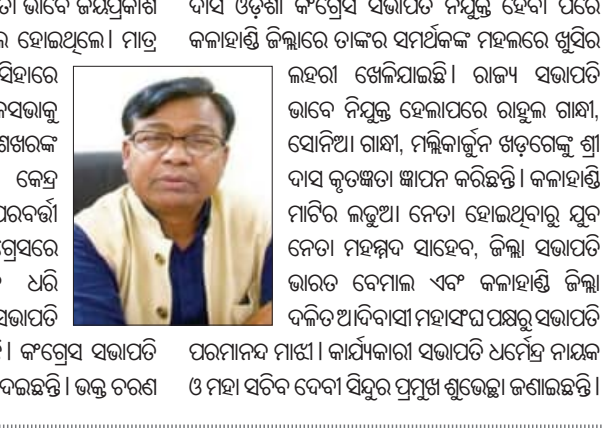 ତା ଭାବେ ଜୟପ୍ରକାଶ
ହୋଇଥିଲେ। ମାତ୍ର
ସିହାରେ
କସଭାକୁ
ଶେଖରଙ୍କ
କେନ୍ଦ୍ର
ପରବର୍ତ୍ତୀ
ଗ୍ରେସରେ
ଧରି
ସଭାପତି
। କଂଗ୍ରେସ ସଭାପତି
ଦେଇଛନ୍ତି। ଭକ୍ତ ଚରଣ
ଦାସ ଓଡ଼ିଶା କଂଗ୍ରେସ ସଭାପତି ନିଯୁକ୍ତ ହେବା ପରେ
କଳାହାଣ୍ଡି ଜିଲ୍ଲାରେ ତାଙ୍କର ସମର୍ଥକଙ୍କ ମହଲରେ ଖୁସିର
ଲହରୀ ଖେଳିଯାଇଛି। ରାଜ୍ୟ ସଭାପତି
ଭାବେ ନିଯୁକ୍ତ ହେଲାପରେ ରାହୁଲ ଗାନ୍ଧୀ,
ସୋନିଆ ଗାନ୍ଧୀ, ମଲ୍ଲିକାର୍ଜୁନ ଖଡ଼ଗେଙ୍କୁ ଶ୍ରୀ
ଦାସ କୃତଜ୍ଞତା ଜ୍ଞାପନ କରିଛନ୍ତି। କଳାହାଣ୍ଡି
ମାଟିର ଲଢୁଆ ନେତା ହୋଇଥିବାରୁ ଯୁବ
ନେତା ମହମ୍ମଦ ସାହେବ, ଜିଲ୍ଲା ସଭାପତି
ଭାରତ ବେମାଲ ଏବଂ କଳାହାଣ୍ଡି ଜିଲ୍ଲା
ଦଳିତ ଆଦିବାସୀ ମହାସଂଘ ପକ୍ଷରୁ ସଭାପତି
ପରମାନନ୍ଦ ମାଝୀ। କାର୍ଯ୍ୟକାରୀ ସଭାପତି ଧର୍ମେନ୍ଦ୍ର ନାୟକ
ଓ ମହା ସଚିବ ଦେବୀ ସିନ୍ଦୁର ପ୍ରମୁଖ ଶୁଭେଚ୍ଛା ଜଣାଇଛନ୍ତି।